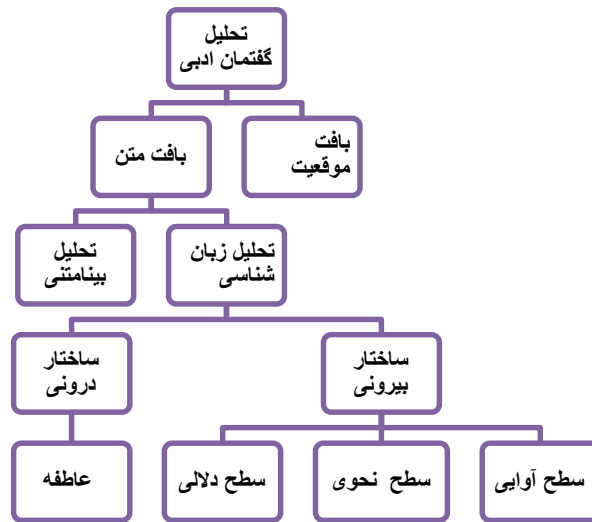 تحلیل
گفتمان ادبی
بافت
موقعیت
بافت متن
تحلیل زبان
شناسی
تحلیل
بینامتنی
ساختار
بیرونی
ساختار
درونی
سطح آوایی
سطح نحوی
سطح دلالی
عاطفه